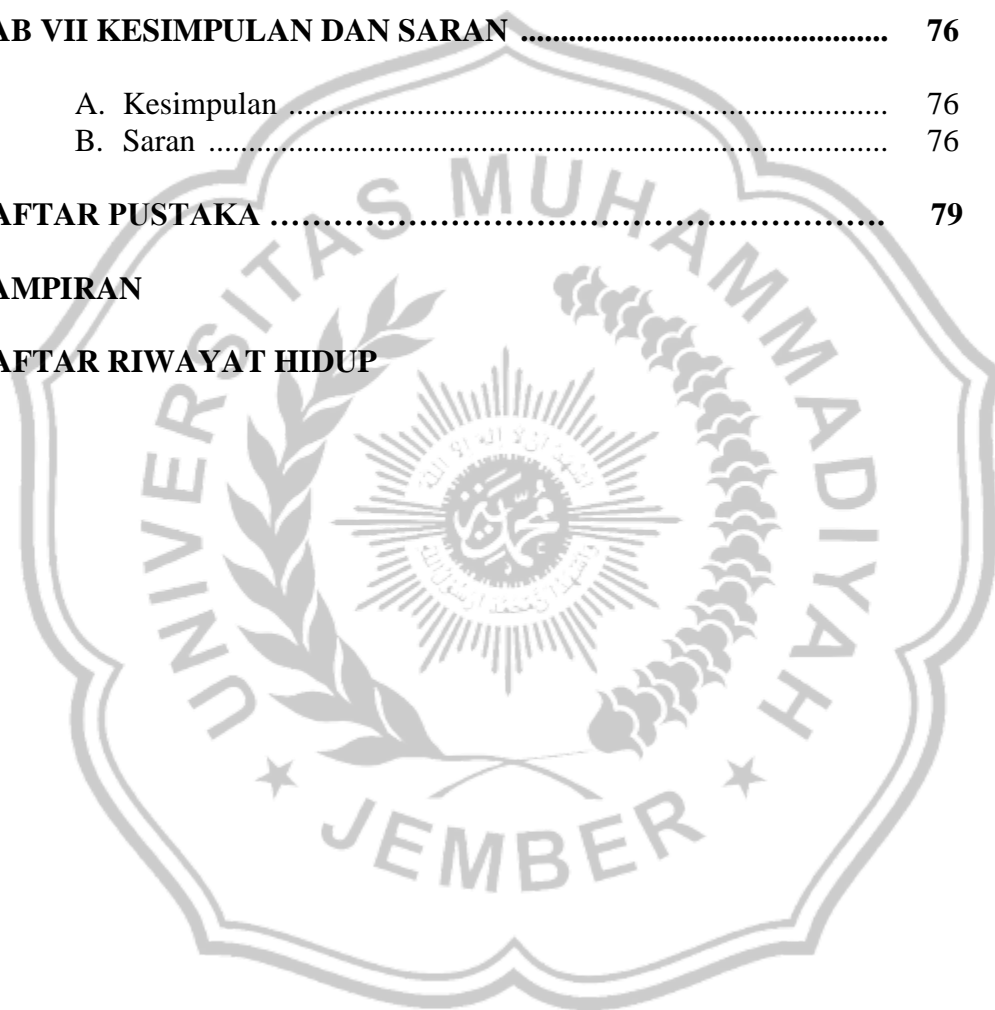 AB VII KESIMPULAN DAN SARAN .............................................. 76
A. Kesimpulan ........................................................................... 76
B. Saran ..................................................................................... 76
AFTAR PUSTAKA ………………………………………………. 79
AMPIRAN
AFTAR RIWAYAT HIDUP
UNIVERSITAS MUHAMMADIYAH
JEMBER